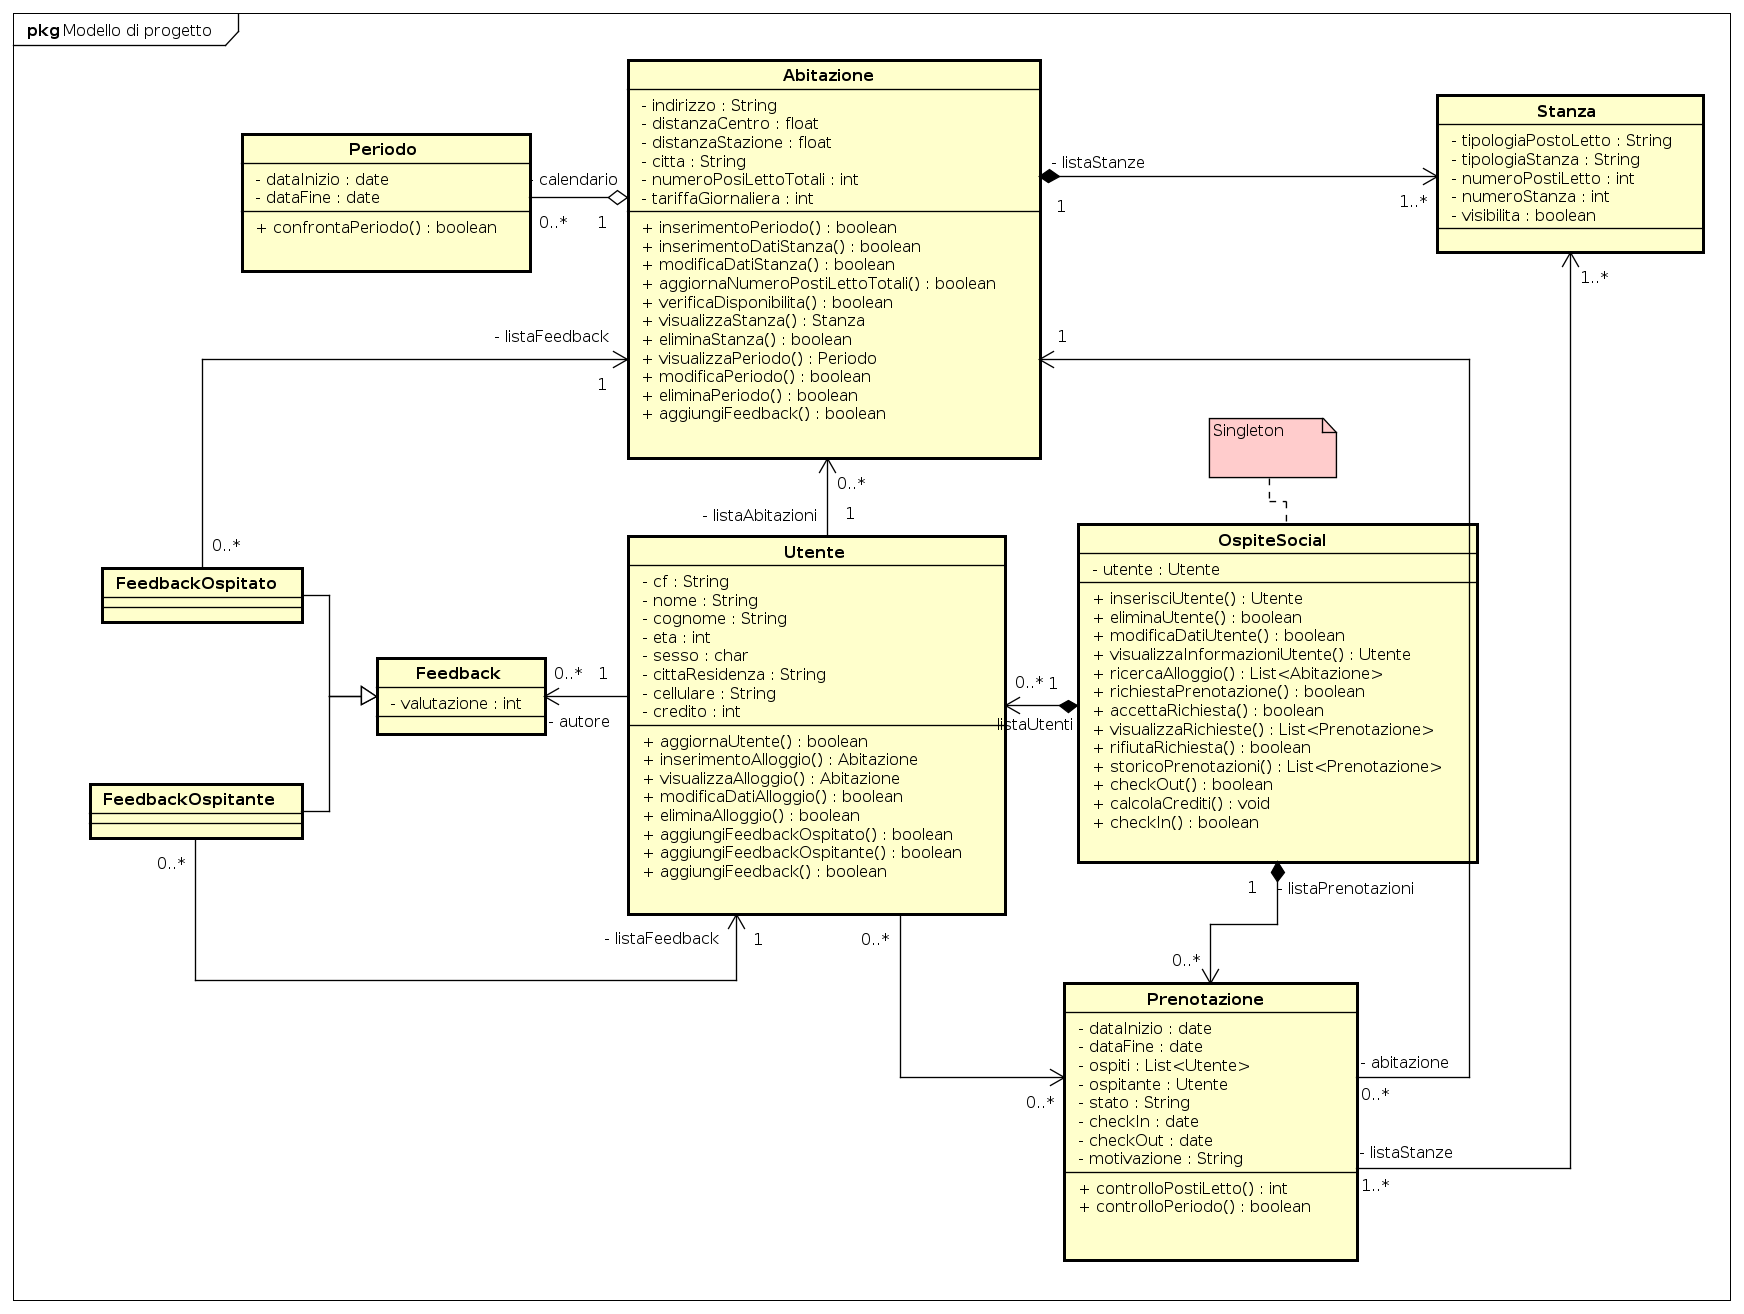 pkg Modello di progetto
Abitazione
- indirizzo : String
- distanzaCentro : float
- distanzaStazione : float
- citta : String
- numeroPosiLettoTotali : int
- tariffaGiornaliera : int
+ inserimentoPeriodo() : boolean
+ inserimentoDatiStanza() : boolean
+ modificaDatiStanza() : boolean
+ aggiornaNumeroPostiLettoTotali() : boolean
+ verificaDisponibilita() : boolean
+ visualizzaStanza() : Stanza
+ eliminaStanza() : boolean
+ visualizzaPeriodo() : Periodo
+ modificaPeriodo() : boolean
+ eliminaPeriodo() : boolean
+ aggiungiFeedback() : boolean
Stanza
- tipologiaPostoLetto : String
- tipologiaStanza : String
- numeroPostiLetto : int
- numeroStanza : int
- visibilita : boolean
Periodo
- dataInizio : date
- dataFine : date
+ confrontaPeriodo() : boolean
- calendario
0..*
1
- listaStanze
1
1..*
- listaFeedback
1
0..*
1
1..*
Singleton
0..*
- listaAbitazioni
1
FeedbackOspitato
Feedback
- valutazione : int
FeedbackOspitante
0..*
1
- autore
Utente
- cf : String
- nome : String
- cognome : String
- eta : int
- sesso : char
- cittaResidenza : String
- cellulare : String
- credito : int
+ aggiornaUtente() : boolean
+ inserimentoAlloggio() : Abitazione
+ visualizzaAlloggio() : Abitazione
+ modificaDatiAlloggio() : boolean
+ eliminaAlloggio() : boolean
+ aggiungiFeedbackOspitato() : boolean
+ aggiungiFeedbackOspitante() : boolean
+ aggiungiFeedback() : boolean
OspiteSocial
- utente : Utente
+ inserisciUtente() : Utente
+ eliminaUtente() : boolean
+ modificaDatiUtente() : boolean
+ visualizzaInformazioniUtente() : Utente
+ ricercaAlloggio() : List<Abitazione>
+ richiestaPrenotazione() : boolean
+ accettaRichiesta() : boolean
+ visualizzaRichieste() : List<Prenotazione>
+ rifiutaRichiesta() : boolean
+ storicoPrenotazioni() : List<Prenotazione>
+ checkOut() : boolean
+ calcolaCrediti() : void
+ checkIn() : boolean
0..*
1
listaUtenti
0..*
- listaFeedback
1
0..*
0..*
1
- listaPrenotazioni
0..*
Prenotazione
- dataInizio : date
- dataFine : date
- ospiti : List<Utente>
- ospitante : Utente
- stato : String
- checkIn : date
- checkOut : date
- motivazione : String
+ controlloPostiLetto() : int
+ controlloPeriodo() : boolean
- abitazione
0..*
- listaStanze
1..*